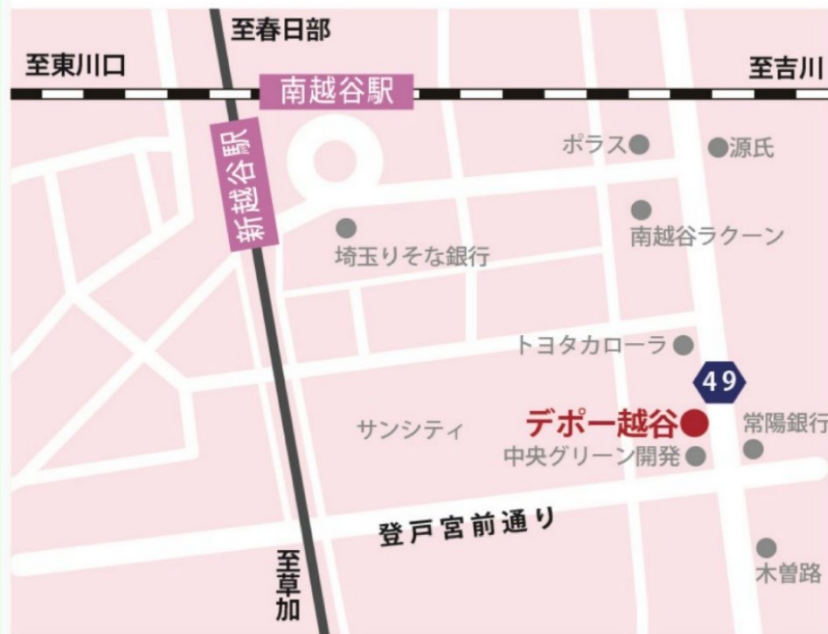 至春日部
至東川口
至吉川
南越谷駅
新越谷駅
ポラス
源氏
埼玉りそな銀行
南越谷ラクーン
トヨタカローラ
49
デポー越谷
常陽銀行
サンシティ
中央グリーン開発
登戸宮前通り
至草加
木曽路